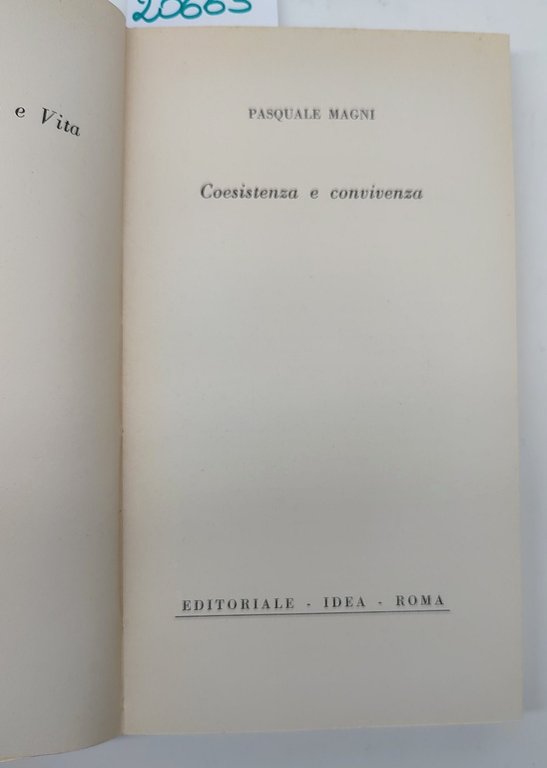 e Vita
PASQUALE MAGNI
Coesistenza e convivenza
EDITORIALE - IDEA - ROMA